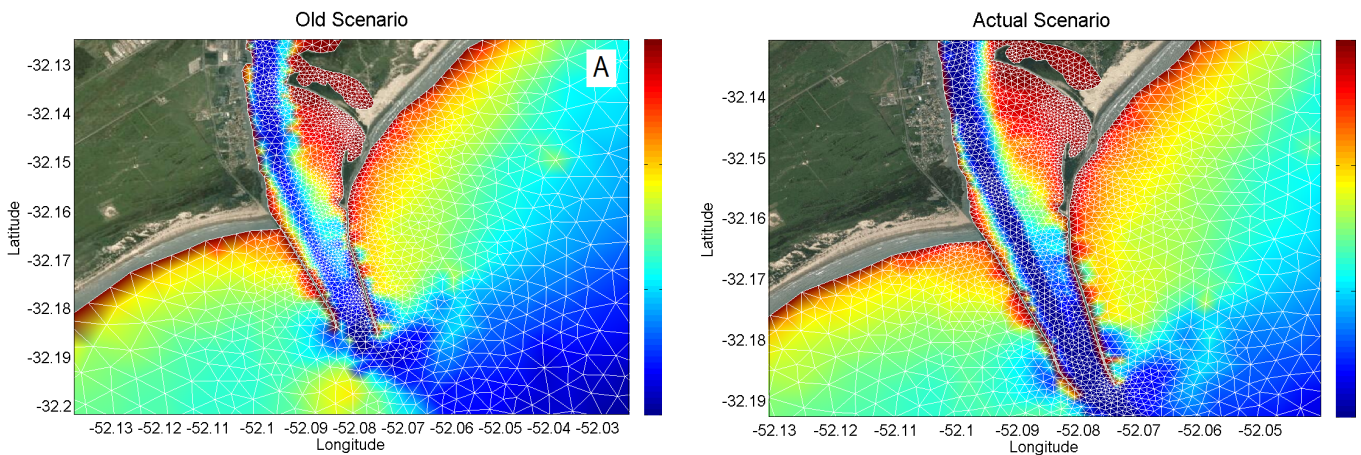 Old Scenario
A
-32.13
-32.14
-32.15
-32.16
-32.17
-32.18
-32.19
-32.2
Latitude
-52.13 -52.12 -52.11 -52.1 -52.09 -52.08 -52.07 -52.06 -52.05 -52.04 -52.03
Longitude
Actual Scenario
-32.14
-32.15
-32.16
-32.17
-32.18
-32.19
Latitude
-52.13 -52.12 -52.11 -52.1 -52.09 -52.08 -52.07 -52.06 -52.05
Longitude